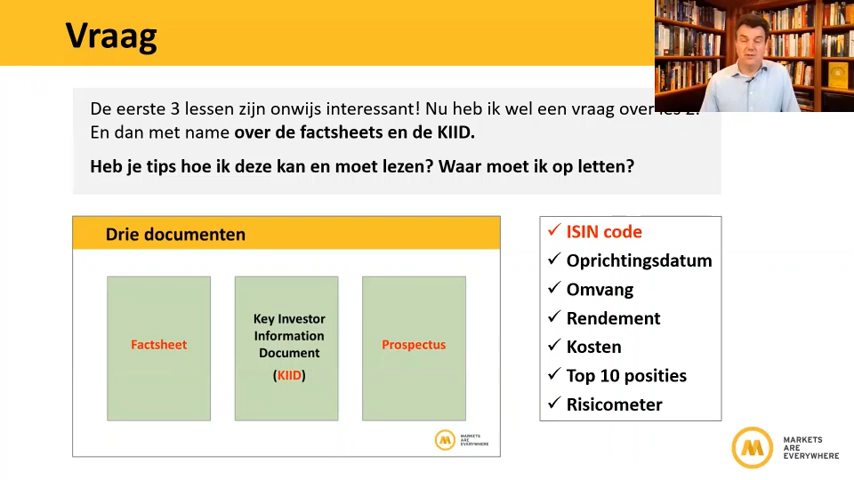 Vraag
De eerste 3 lessen zijn onwijs interessant! Nu heb ik wel een vraag over les 2.
En dan met name over de factsheets en de KIID.
Heb je tips hoe ik deze kan en moet lezen? Waar moet ik op letten?
Drie documenten
Factsheet
Key Investor
Information
Document
(KIID)
Prospectus
MARKETS
ARE
EVERYWHERE
✓ ISIN code
✓ Oprichtingsdatum
✓ Omvang
✓ Rendement
✓ Kosten
✓ Top 10 posities
✓ Risicometer
MARKETS
ARE
EVERYWHERE